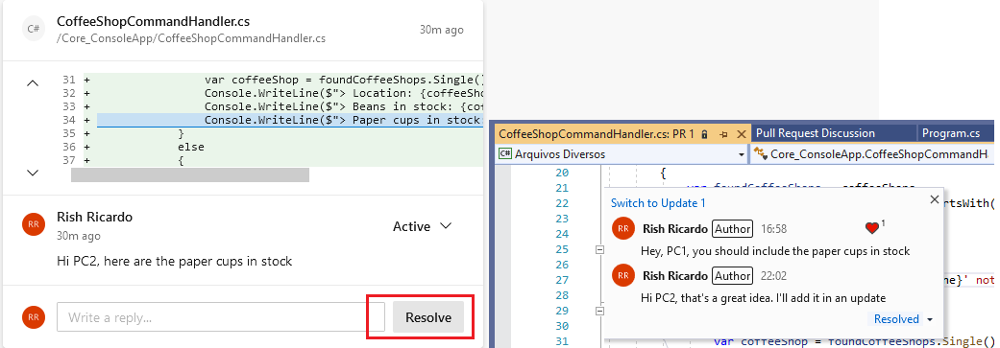 C# CoffeeShopCommandHandler.cs 30m ago
/Core_ConsoleApp/CoffeeShopCommandHandler.cs
31 + var coffeeShop = foundCoffeeShops.Single()
32 + Console.WriteLine($"> Location: {coffeeSho
33 + Console.WriteLine($"> Beans in stock: {cof
34 + Console.WriteLine($"> Paper cups in stock
35 + }
36 + else
37 + {
RR Rish Ricardo
30m ago
Active
Hi PC2, here are the paper cups in stock
RR Write a reply... Resolve
CoffeeShopCommandHandler.cs: PR 1 Pull Request Discussion Program.cs
C# Arquivos Diversos Core_ConsoleApp.CoffeeShopCommandH
20 {
21 var foundCoffeeShops = coffeeShops
22 rtsWith(
23
24
25
26
27 e}' not
28
29
30
31 var coffeeShop = foundCoffeeShops.Single()
Switch to Update 1
RR Rish Ricardo Author 16:58 1
Hey, PC1, you should include the paper cups in stock
RR Rish Ricardo Author 22:02
Hi PC2, that's a great idea. I'll add it in an update
Resolved